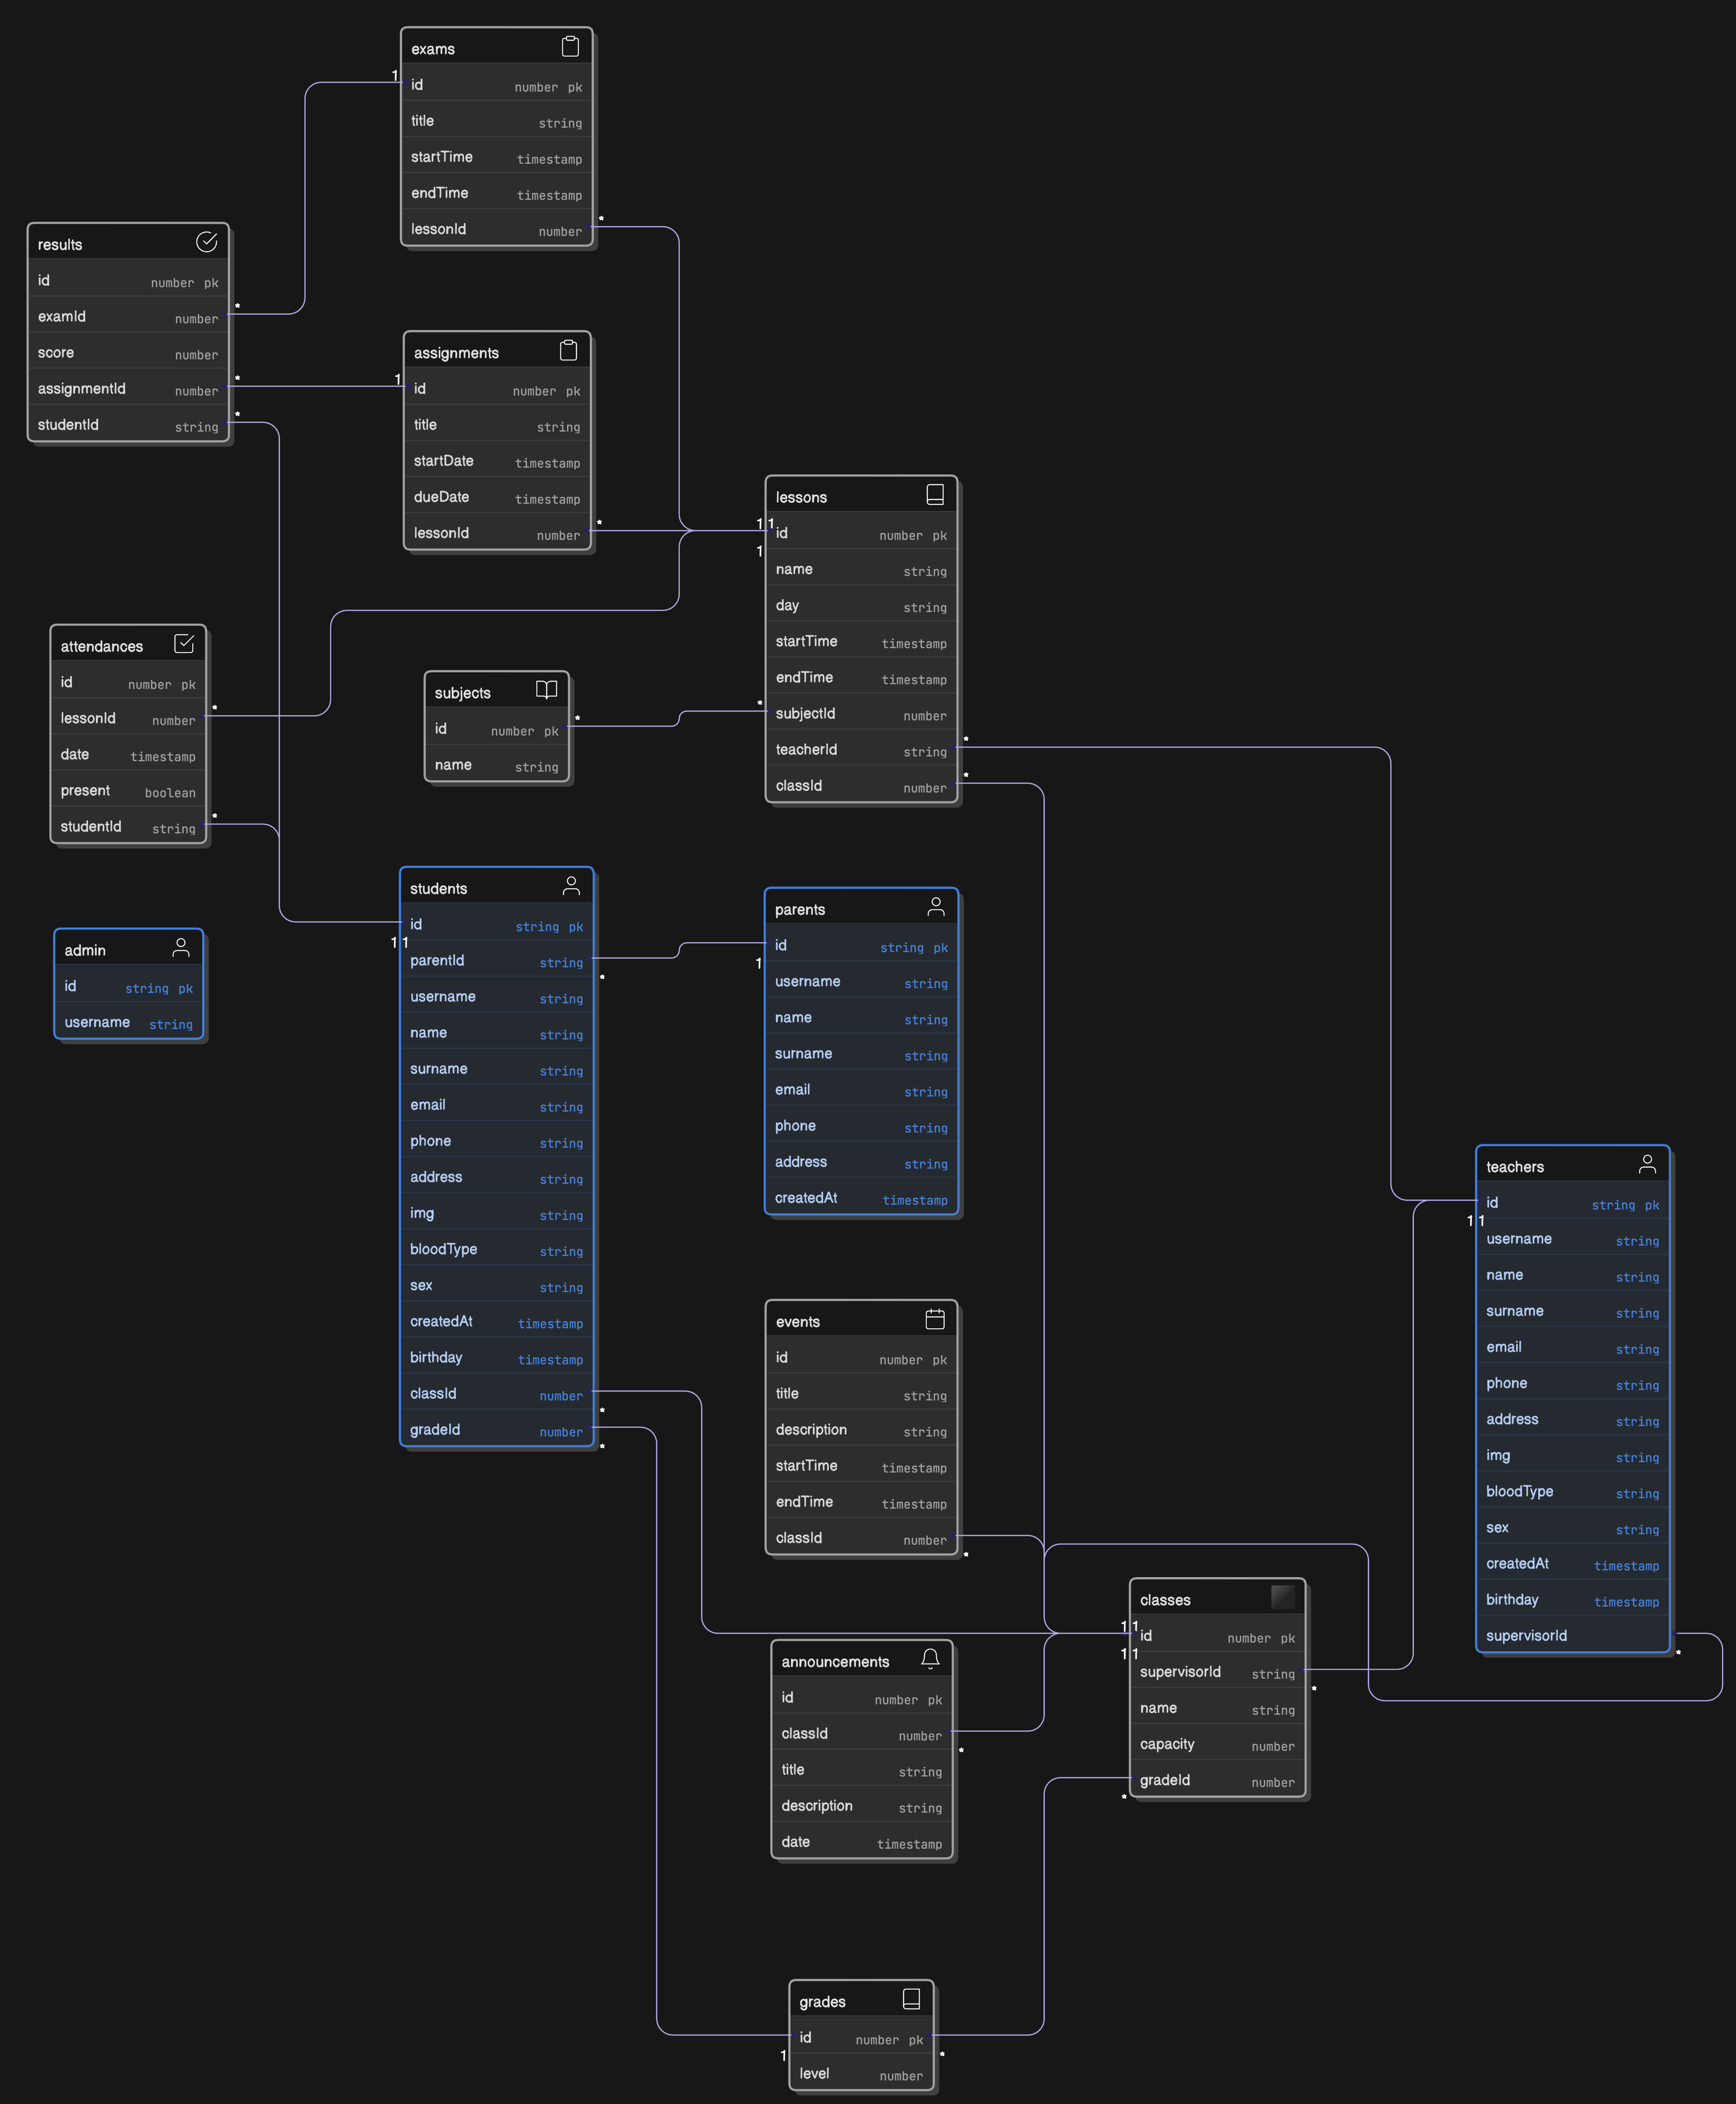 exams
1
id number pk
title string
startTime timestamp
endTime timestamp
lessonId number
*
results
id number pk
examId number
*
score number
assignmentId number
*
studentId string
*
assignments
1
id number pk
title string
startDate timestamp
dueDate timestamp
lessonId number
*
lessons
1 1
id number pk
1
name string
day string
startTime timestamp
endTime timestamp
*
subjectId number
teacherId string
*
classId number
*
attendances
id number pk
lessonId number
*
date timestamp
present boolean
studentId string
*
subjects
id number pk
*
name string
admin
id string pk
username string
students
id string pk
1 1
parentId string
*
username string
name string
surname string
email string
phone string
address string
img string
bloodType string
sex string
createdAt timestamp
birthday timestamp
classId number
*
gradeId number
*
parents
id string pk
1
username string
name string
surname string
email string
phone string
address string
createdAt timestamp
events
id number pk
title string
description string
startTime timestamp
endTime timestamp
classId number
*
teachers
id string pk
1 1
username string
name string
surname string
email string
phone string
address string
img string
bloodType string
sex string
createdAt timestamp
birthday timestamp
supervisorId
*
classes
1 1
id number pk
1 1
supervisorId string
*
name string
capacity number
gradeId number
*
announcements
id number pk
classId number
*
title string
description string
date timestamp
grades
id number pk
1 *
level number